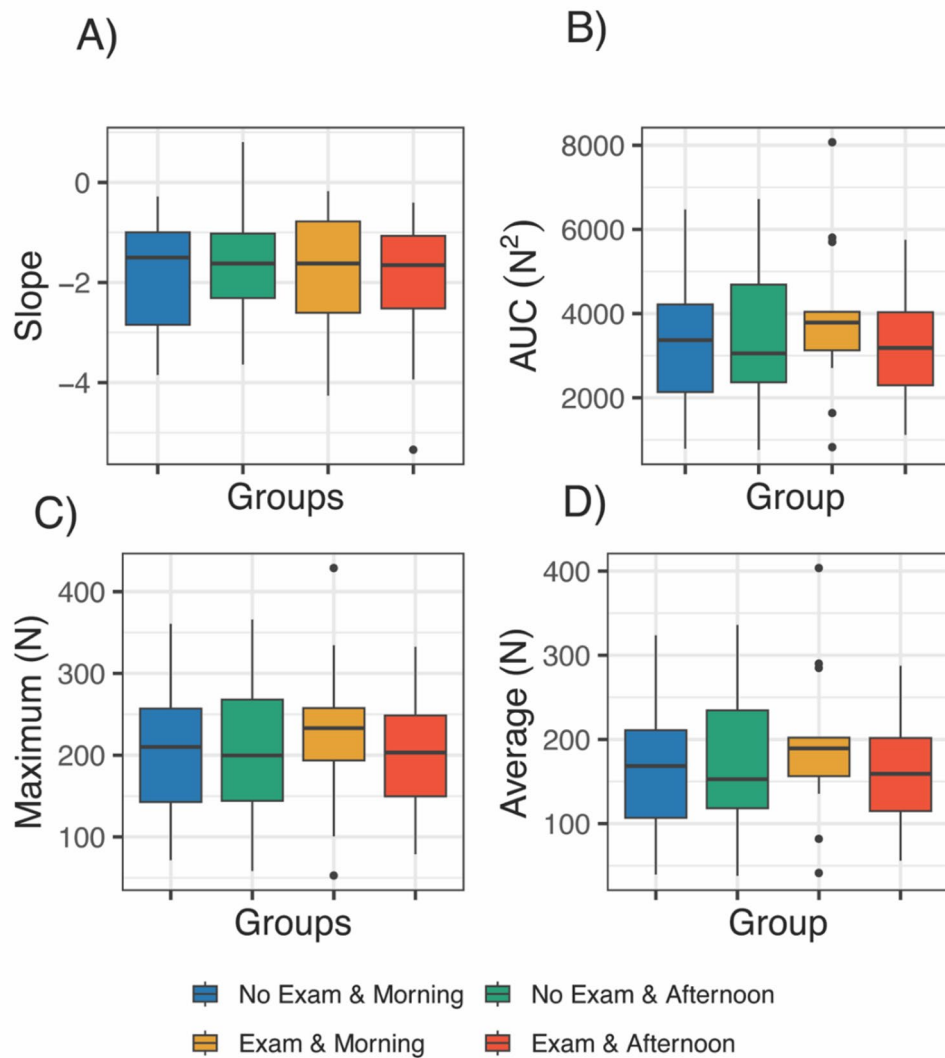 A)
B)
0
−2
−4
Slope
Groups
8000
6000
4000
2000
AUC (N²)
Group
C)
D)
400
300
200
100
Maximum (N)
Groups
400
300
200
100
Average (N)
Group
No Exam & Morning
No Exam & Afternoon
Exam & Morning
Exam & Afternoon